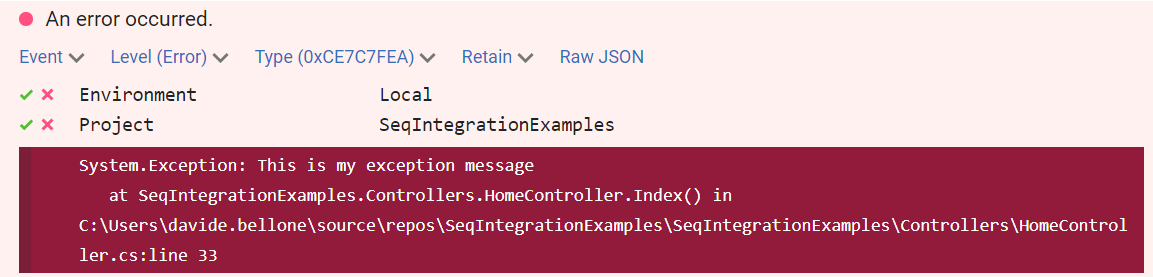 An error occurred.
Event Level (Error) Type (0xCE7C7FEA) Retain Raw JSON
Environment Local
Project SeqIntegrationExamples
System.Exception: This is my exception message
at SeqIntegrationExamples.Controllers.HomeController.Index() in
C:\Users\davide.bellone\source\repos\SeqIntegrationExamples\SeqIntegrationExamples\Controllers\HomeControl
ler.cs:line 33